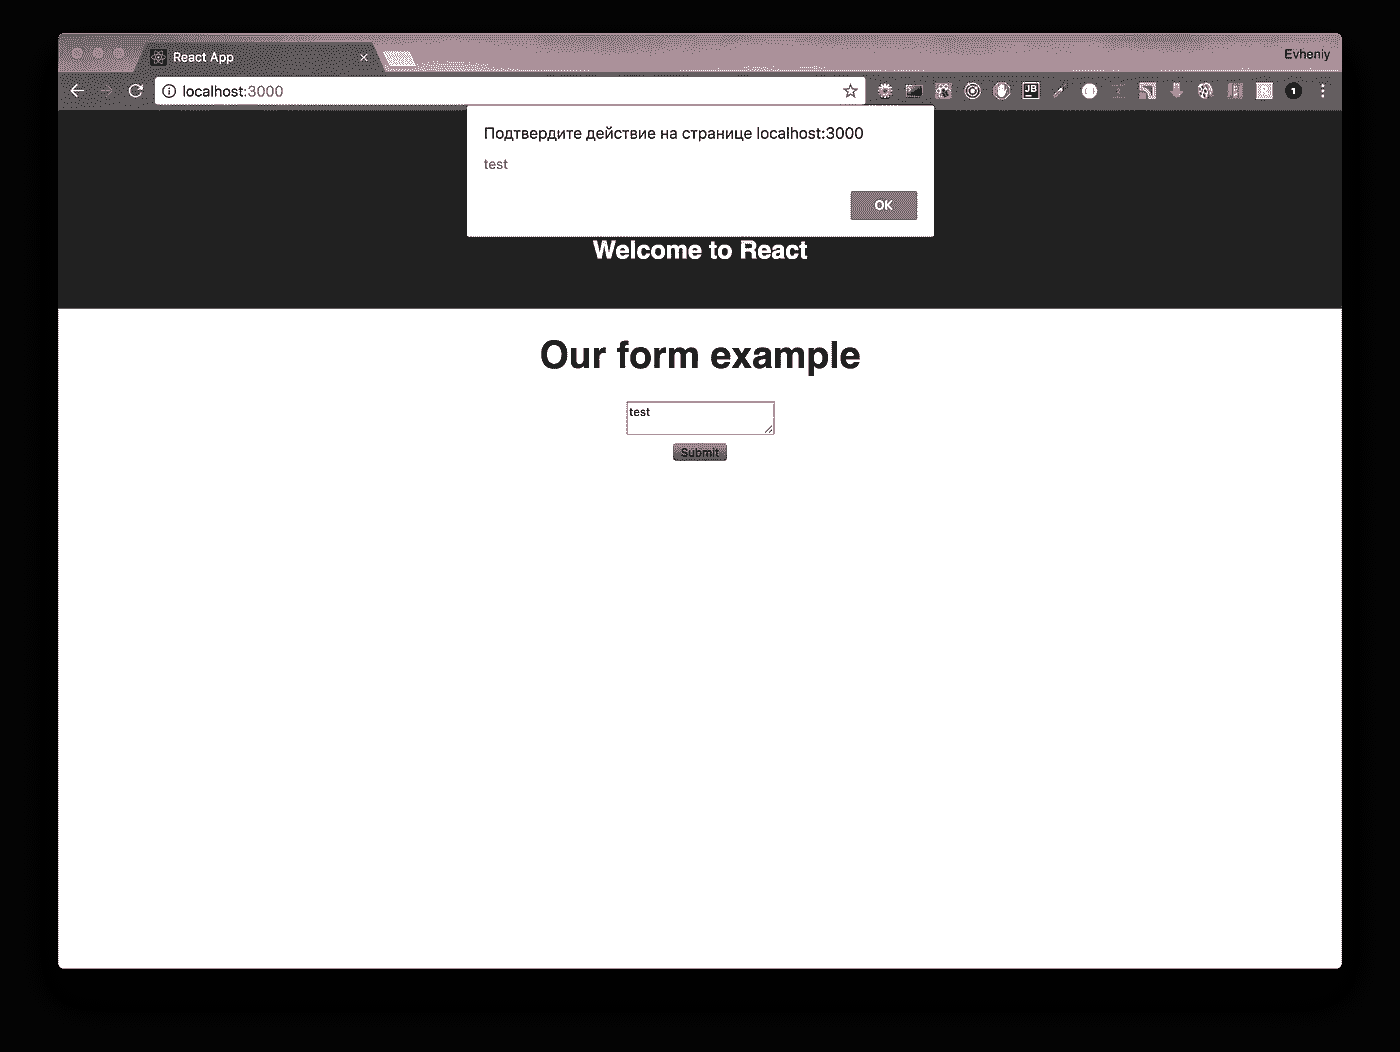 React App
Evheniy
localhost:3000
JB
1
Подтвердите действие на странице localhost:3000
test
OK
Welcome to React
Our form example
test
Submit